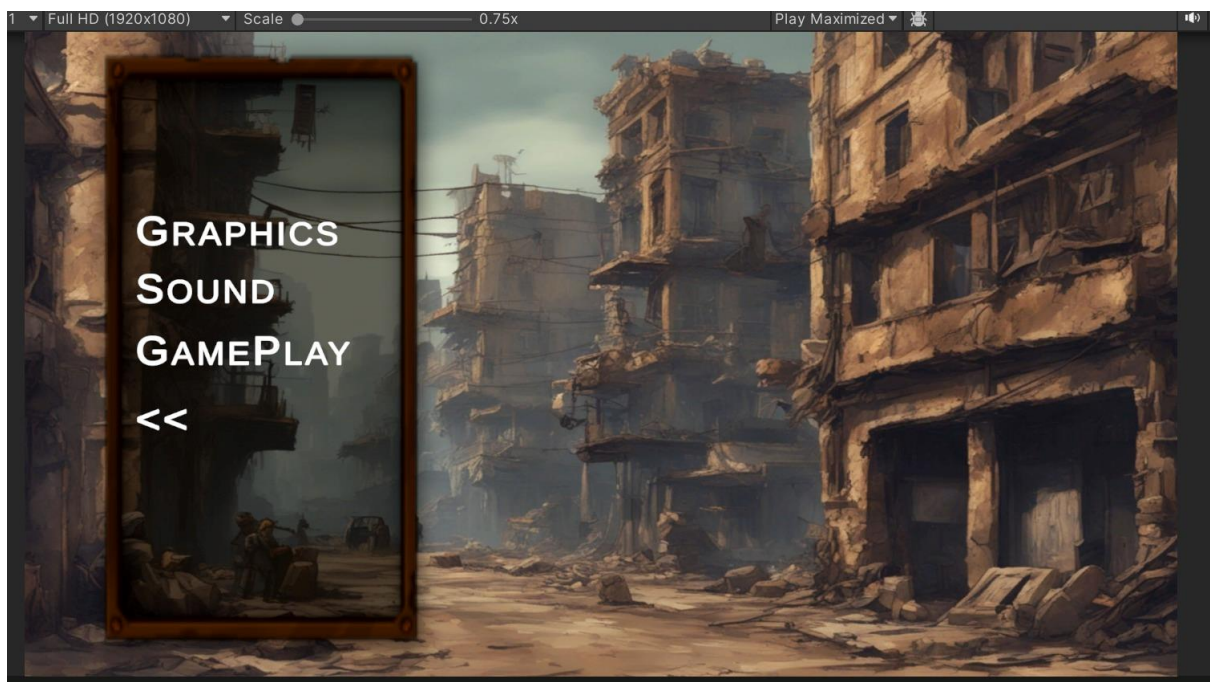 1 Full HD (1920x1080) Scale 0.75x Play Maximized
GRAPHICS
SOUND
GAMEPLAY
<<